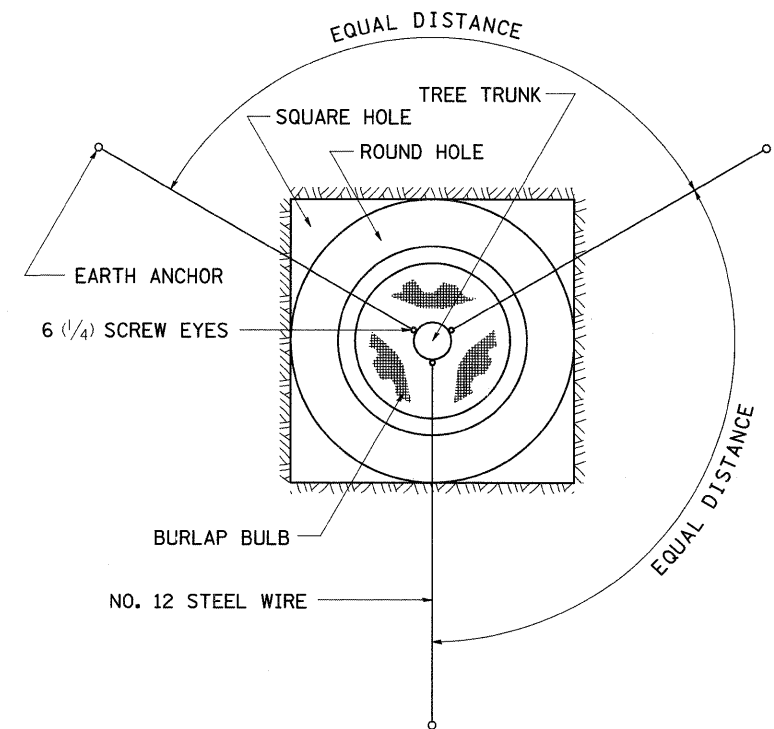 EQUAL DISTANCE
TREE TRUNK
SQUARE HOLE
ROUND HOLE
EARTH ANCHOR
6 (1/4) SCREW EYES
EQUAL DISTANCE
BURLAP BULB
NO. 12 STEEL WIRE